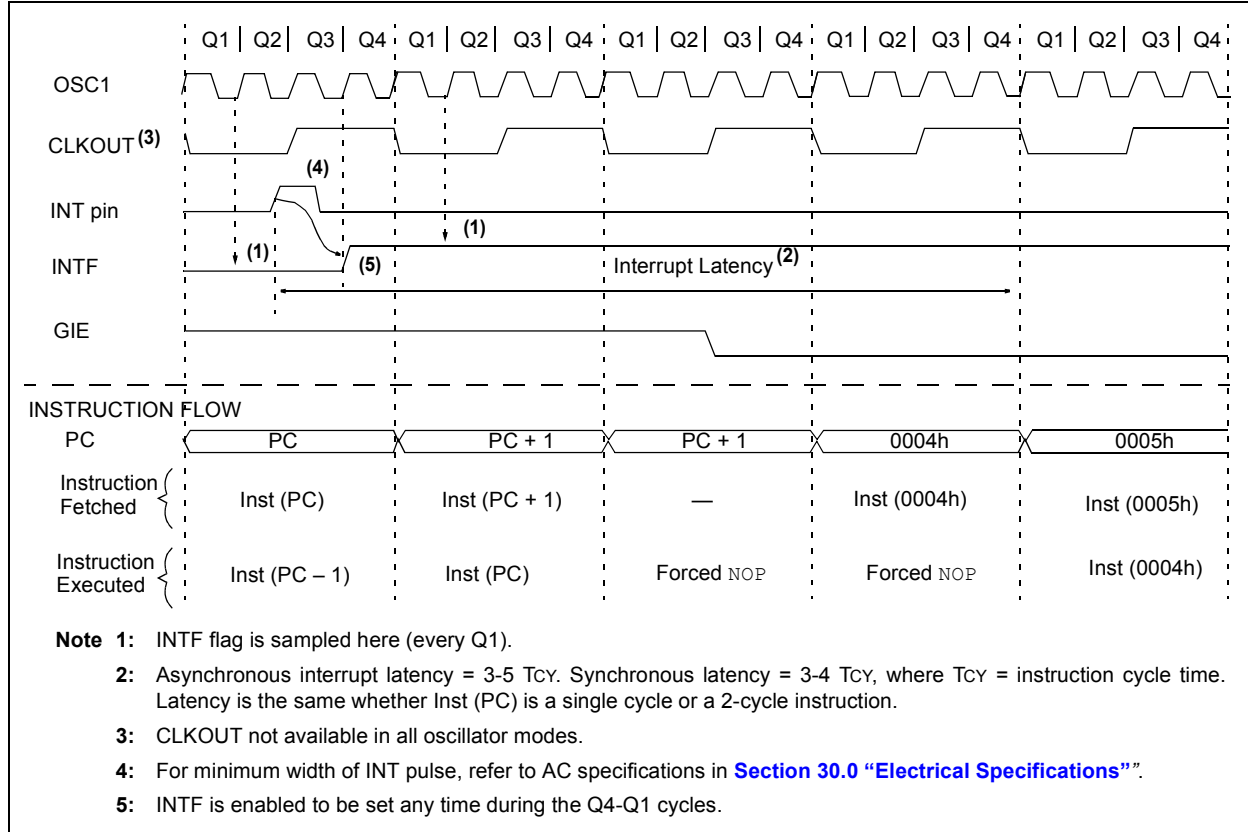 Q1 Q2 Q3 Q4 Q1 Q2 Q3 Q4 Q1 Q2 Q3 Q4 Q1 Q2 Q3 Q4 Q1 Q2 Q3 Q4
OSC1
CLKOUT (3)
(4)
INT pin
(1)
(1)
INTF
(5)
Interrupt Latency (2)
GIE
INSTRUCTION FLOW
PC PC PC + 1 PC + 1 0004h 0005h
Instruction
Fetched
Inst (PC) Inst (PC + 1) — Inst (0004h) Inst (0005h)
Instruction
Executed
Inst (PC – 1) Inst (PC) Forced NOP Forced NOP Inst (0004h)
Note 1: INTF flag is sampled here (every Q1).
2: Asynchronous interrupt latency = 3-5 TCY. Synchronous latency = 3-4 TCY, where TCY = instruction cycle time.
Latency is the same whether Inst (PC) is a single cycle or a 2-cycle instruction.
3: CLKOUT not available in all oscillator modes.
4: For minimum width of INT pulse, refer to AC specifications in Section 30.0 “Electrical Specifications””.
5: INTF is enabled to be set any time during the Q4-Q1 cycles.